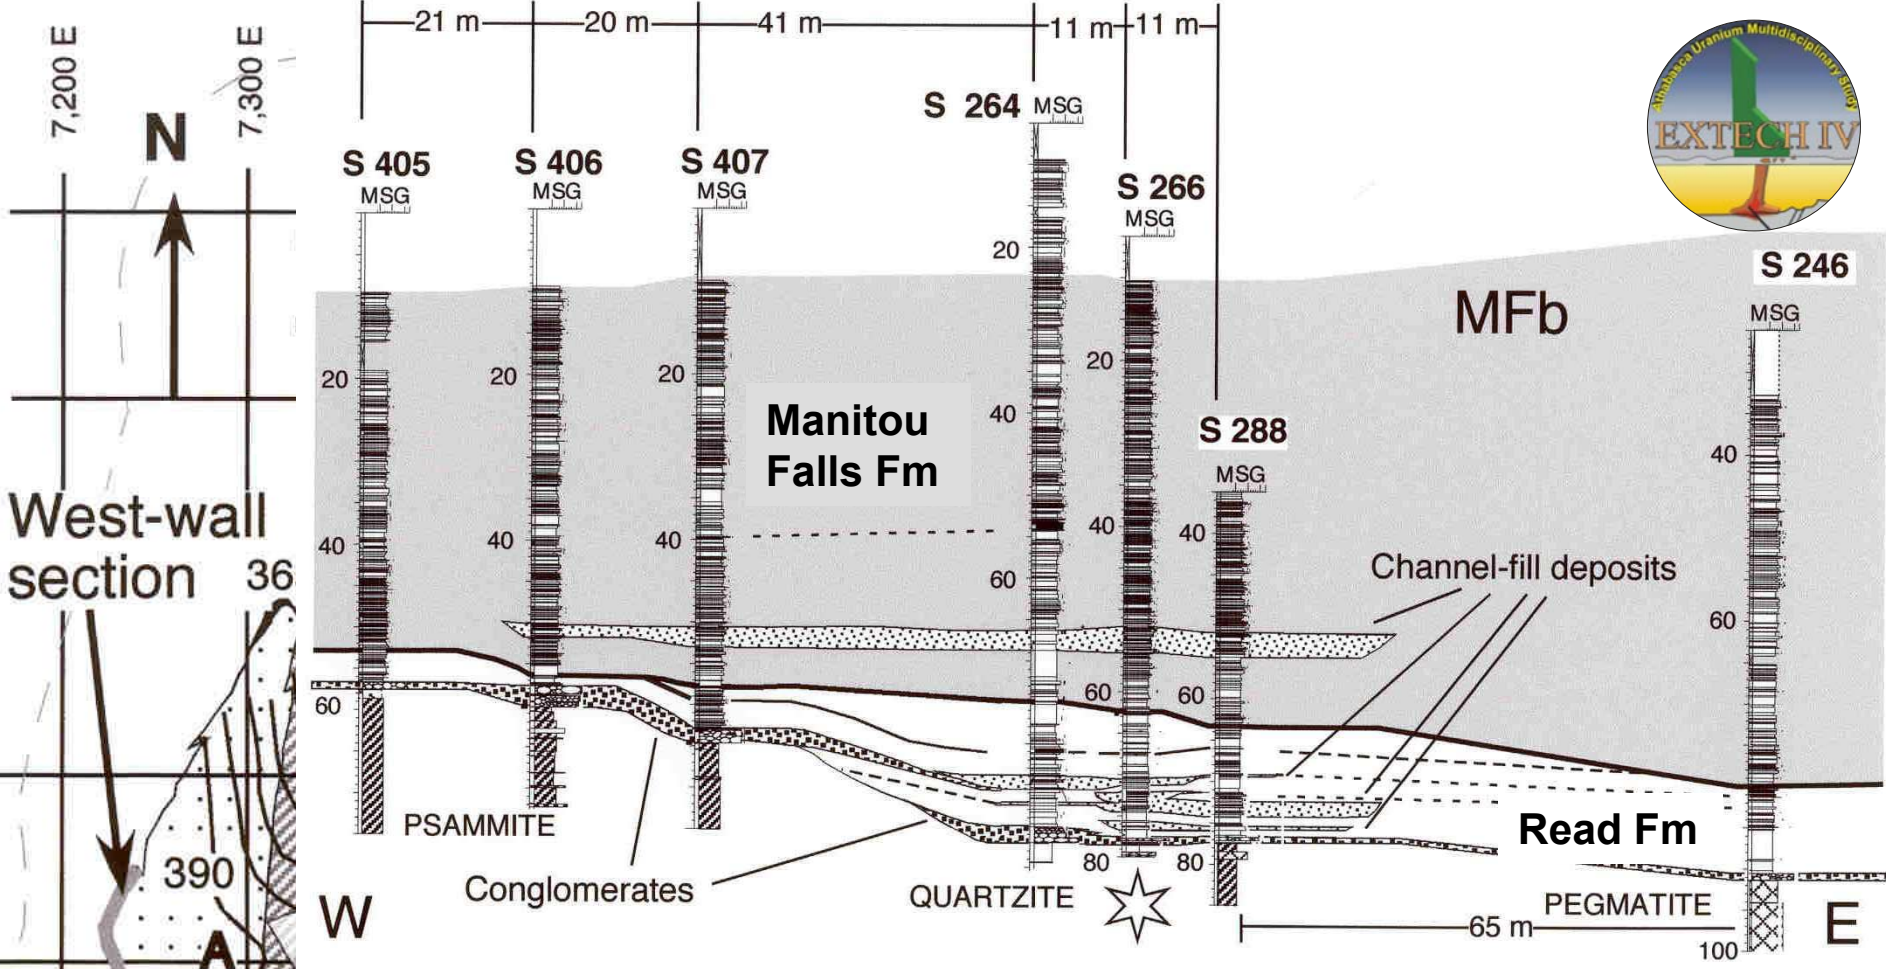 7,200 E
7,300 E
N
West-wall
section
36
390
A
21 m
20 m
41 m
11 m
11 m
S 405
MSG
S 406
MSG
S 407
MSG
S 264
MSG
S 266
MSG
S 288
MSG
S 246
MSG
Athabasca Uranium Multidisciplinary Study
EXTECH IV
MFb
Manitou
Falls Fm
20
40
60
20
40
20
40
20
40
60
20
40
60
80
40
60
80
40
60
100
Channel-fill deposits
Read Fm
PSAMMITE
Conglomerates
QUARTZITE
PEGMATITE
65 m
W
E